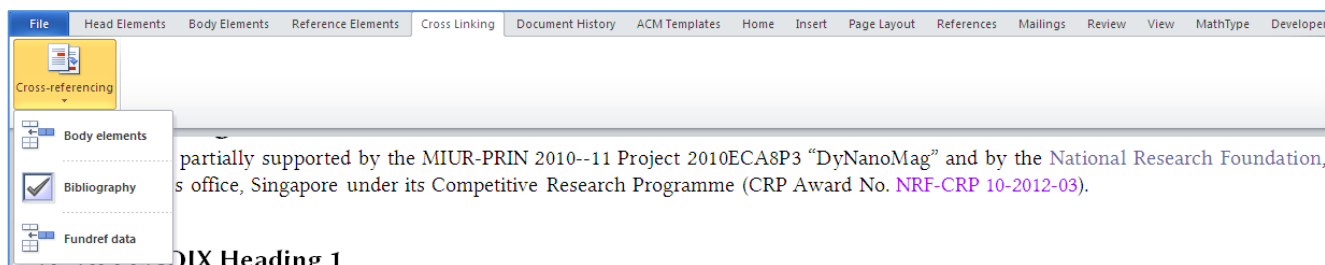 File Head Elements Body Elements Reference Elements Cross Linking Document History ACM Templates Home Insert Page Layout References Mailings Review View MathType Developer
Cross-referencing
Body elements
partially supported by the MIUR-PRIN 2010--11 Project 2010ECA8P3 “DyNanoMag” and by the National Research Foundation,
Bibliography
s office, Singapore under its Competitive Research Programme (CRP Award No. NRF-CRP 10-2012-03).
Fundref data
DIX Heading 1